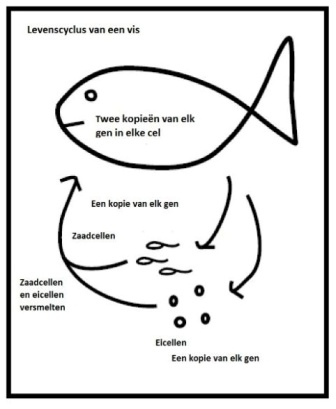 Levenscyclus van een vis
Twee kopieën van elk
gen in elke cel
Een kopie van elk gen
Zaadcellen
Zaadcellen
en eicellen
versmelten
Eicellen
Een kopie van elk gen